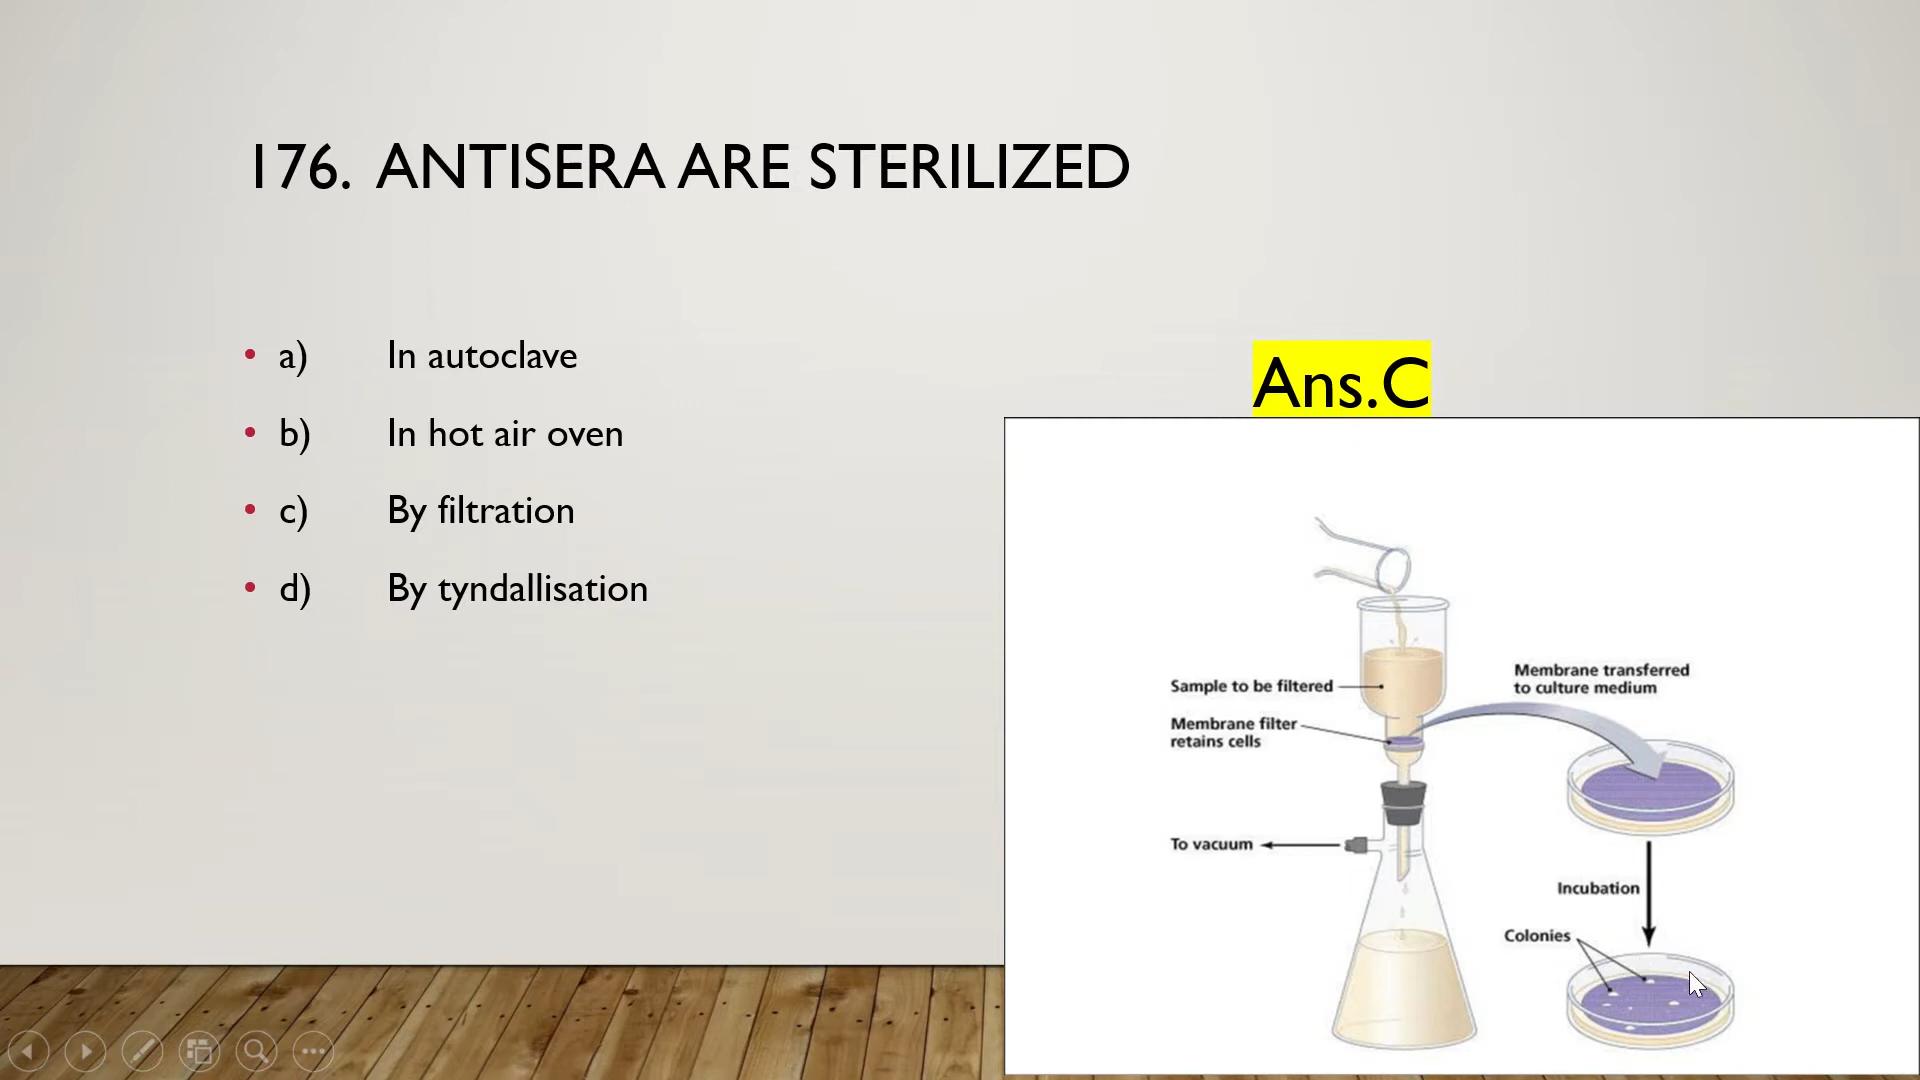 176. ANTISERA ARE STERILIZED
• a) In autoclave
• b) In hot air oven
• c) By filtration
• d) By tyndallisation
Ans.C
Sample to be filtered
Membrane filter
retains cells
Membrane transferred
to culture medium
To vacuum
Incubation
Colonies